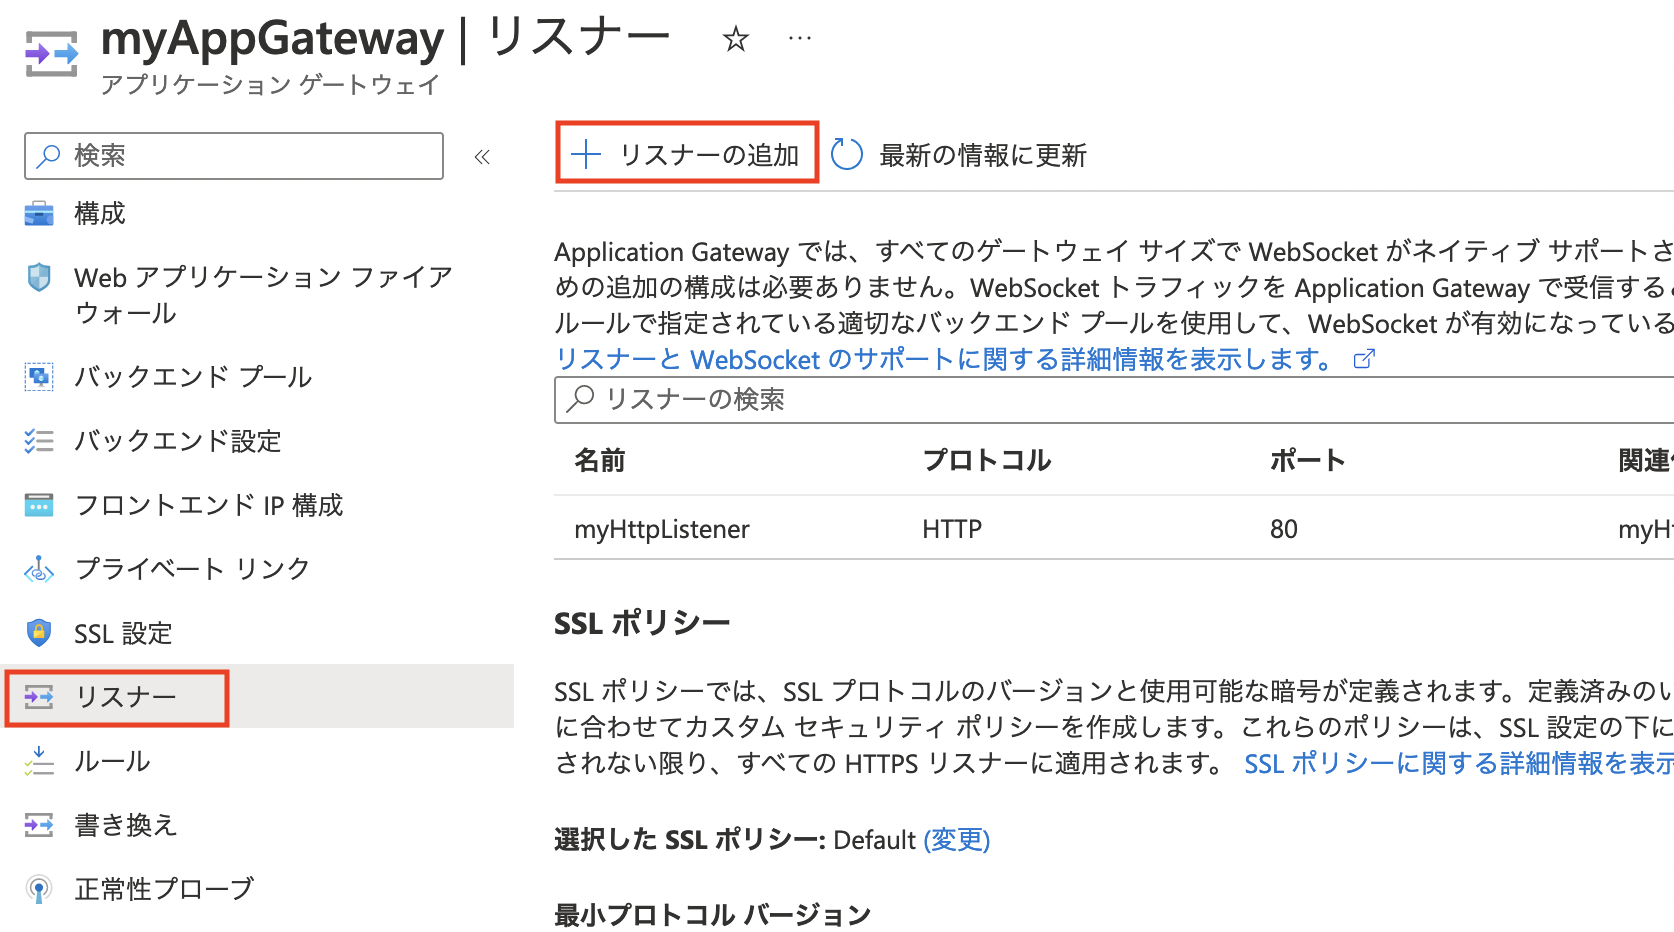 myAppGateway | リスナー
アプリケーション ゲートウェイ
検索
構成
Web アプリケーション ファイア
ウォール
バックエンド プール
バックエンド設定
フロントエンド IP 構成
プライベート リンク
SSL 設定
リスナー
ルール
書き換え
正常性プローブ
リスナーの追加
最新の情報に更新
Application Gateway では、すべてのゲートウェイ サイズで WebSocket がネイティブ サポートさ
めの追加の構成は必要ありません。WebSocket トラフィックを Application Gateway で受信すると
ルールで指定されている適切なバックエンド プールを使用して、WebSocket が有効になっている
リスナーと WebSocket のサポートに関する詳細情報を表示します。
リスナーの検索
名前 プロトコル ポート 関連
myHttpListener HTTP 80 myH
SSL ポリシー
SSL ポリシーでは、SSL プロトコルのバージョンと使用可能な暗号が定義されます。定義済みのい
に合わせてカスタム セキュリティ ポリシーを作成します。これらのポリシーは、SSL 設定の下に
されない限り、すべての HTTPS リスナーに適用されます。 SSL ポリシーに関する詳細情報を表示
選択した SSL ポリシー: Default (変更)
最小プロトコル バージョン